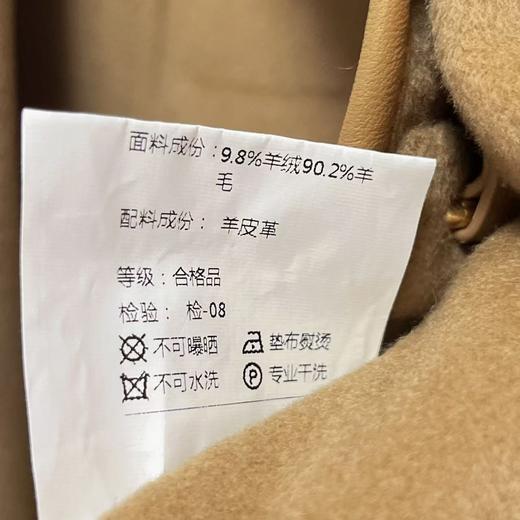 面料成份：9.8%羊绒90.2%羊
毛
配料成份： 羊皮革
等级：合格品
检验： 检-08
不可曝晒 垫布熨烫
不可水洗 P 专业干洗